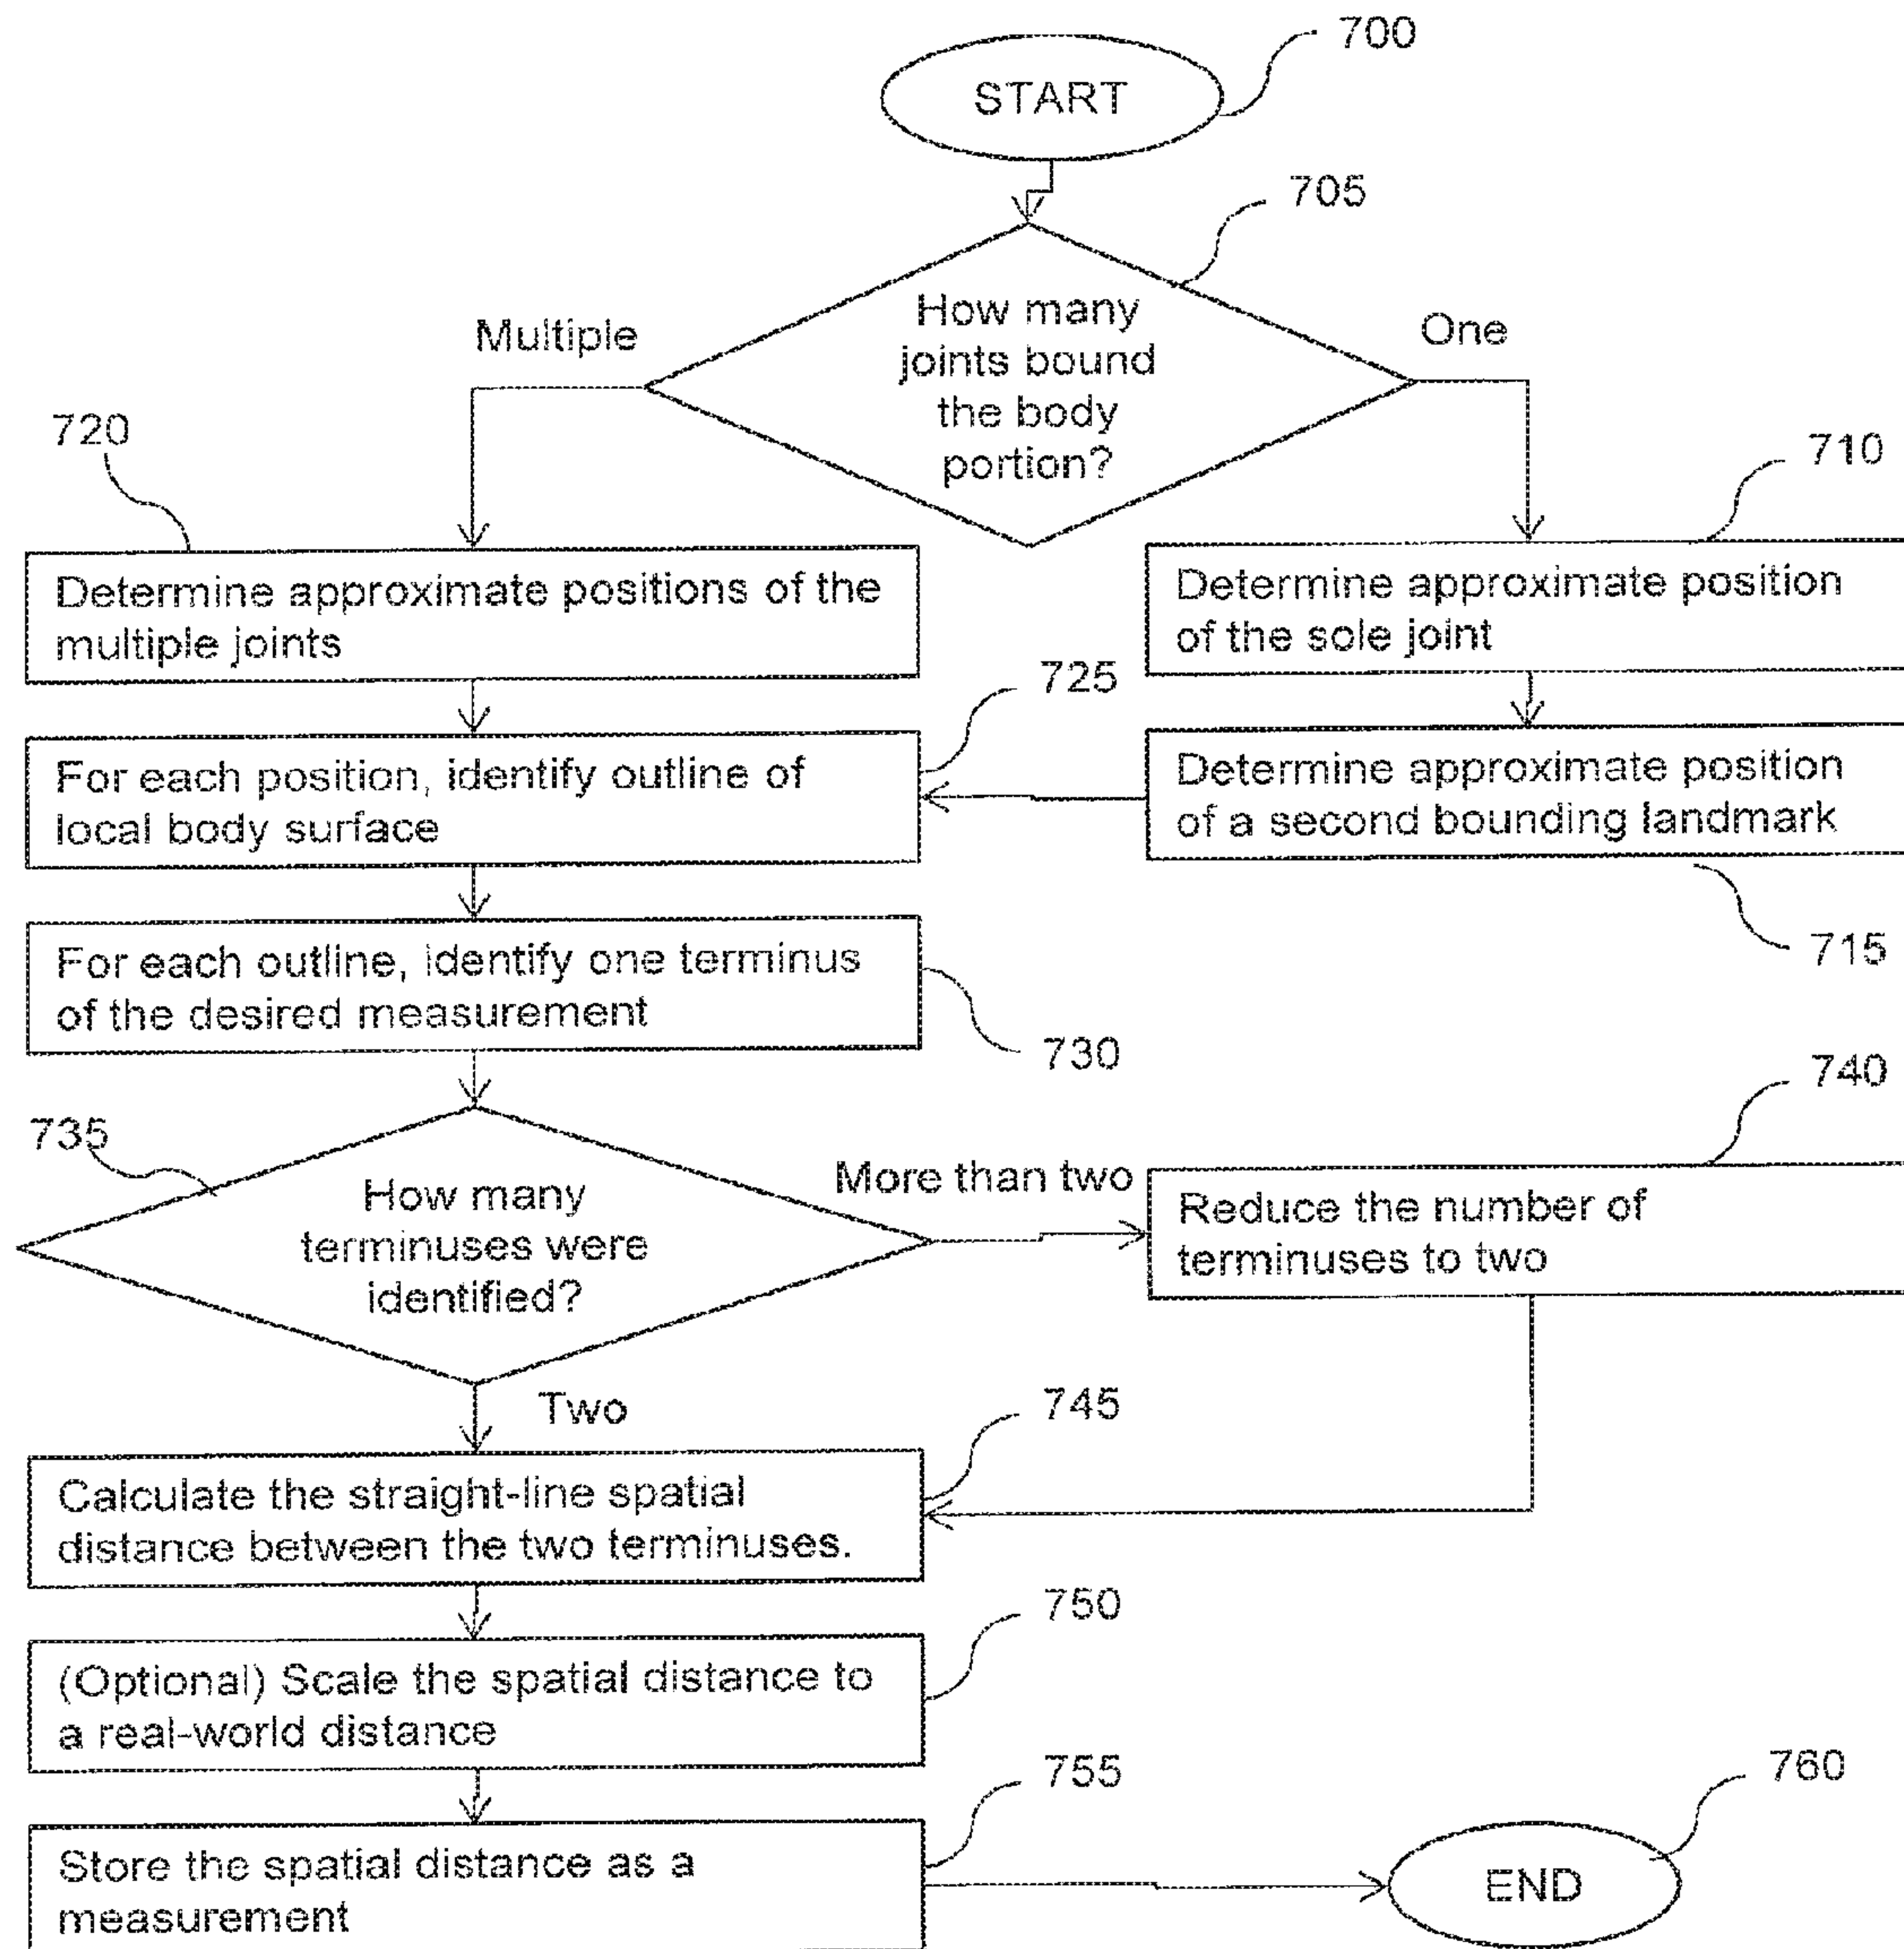 700
START
705
How many
joints bound
the body
portion?
Multiple
One
720
710
Determine approximate positions of the
multiple joints
Determine approximate position
of the sole joint
725
For each position, identify outline of
local body surface
Determine approximate position
of a second bounding landmark
715
For each outline, identify one terminus
of the desired measurement
730
740
735
How many
terminuses were
identified?
More than two
Reduce the number of
terminuses to two
Two
745
Calculate the straight-line spatial
distance between the two terminuses.
750
(Optional) Scale the spatial distance to
a real-world distance
755
760
Store the spatial distance as a
measurement
END